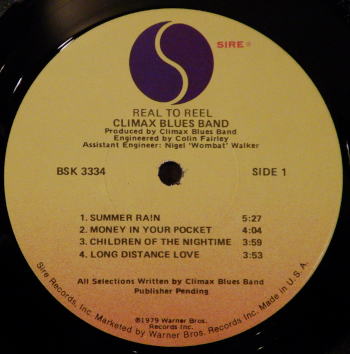 SIRE®
REAL TO REEL
CLIMAX BLUES BAND
Produced by Climax Blues Band
Engineered by Colin Fairley
Assistant Engineer: Nigel 'Wombat' Walker
BSK 3334 SIDE 1
1. SUMMER RAIN 5:27
2. MONEY IN YOUR POCKET 4:04
3. CHILDREN OF THE NIGHTIME 3:59
4. LONG DISTANCE LOVE 3:53
All Selections Written by Climax Blues Band
Publisher Pending
©1979 Warner Bros.
Records Inc.
Sire Records, Inc. Marketed by Warner Bros. Records Inc. Made in U.S.A.